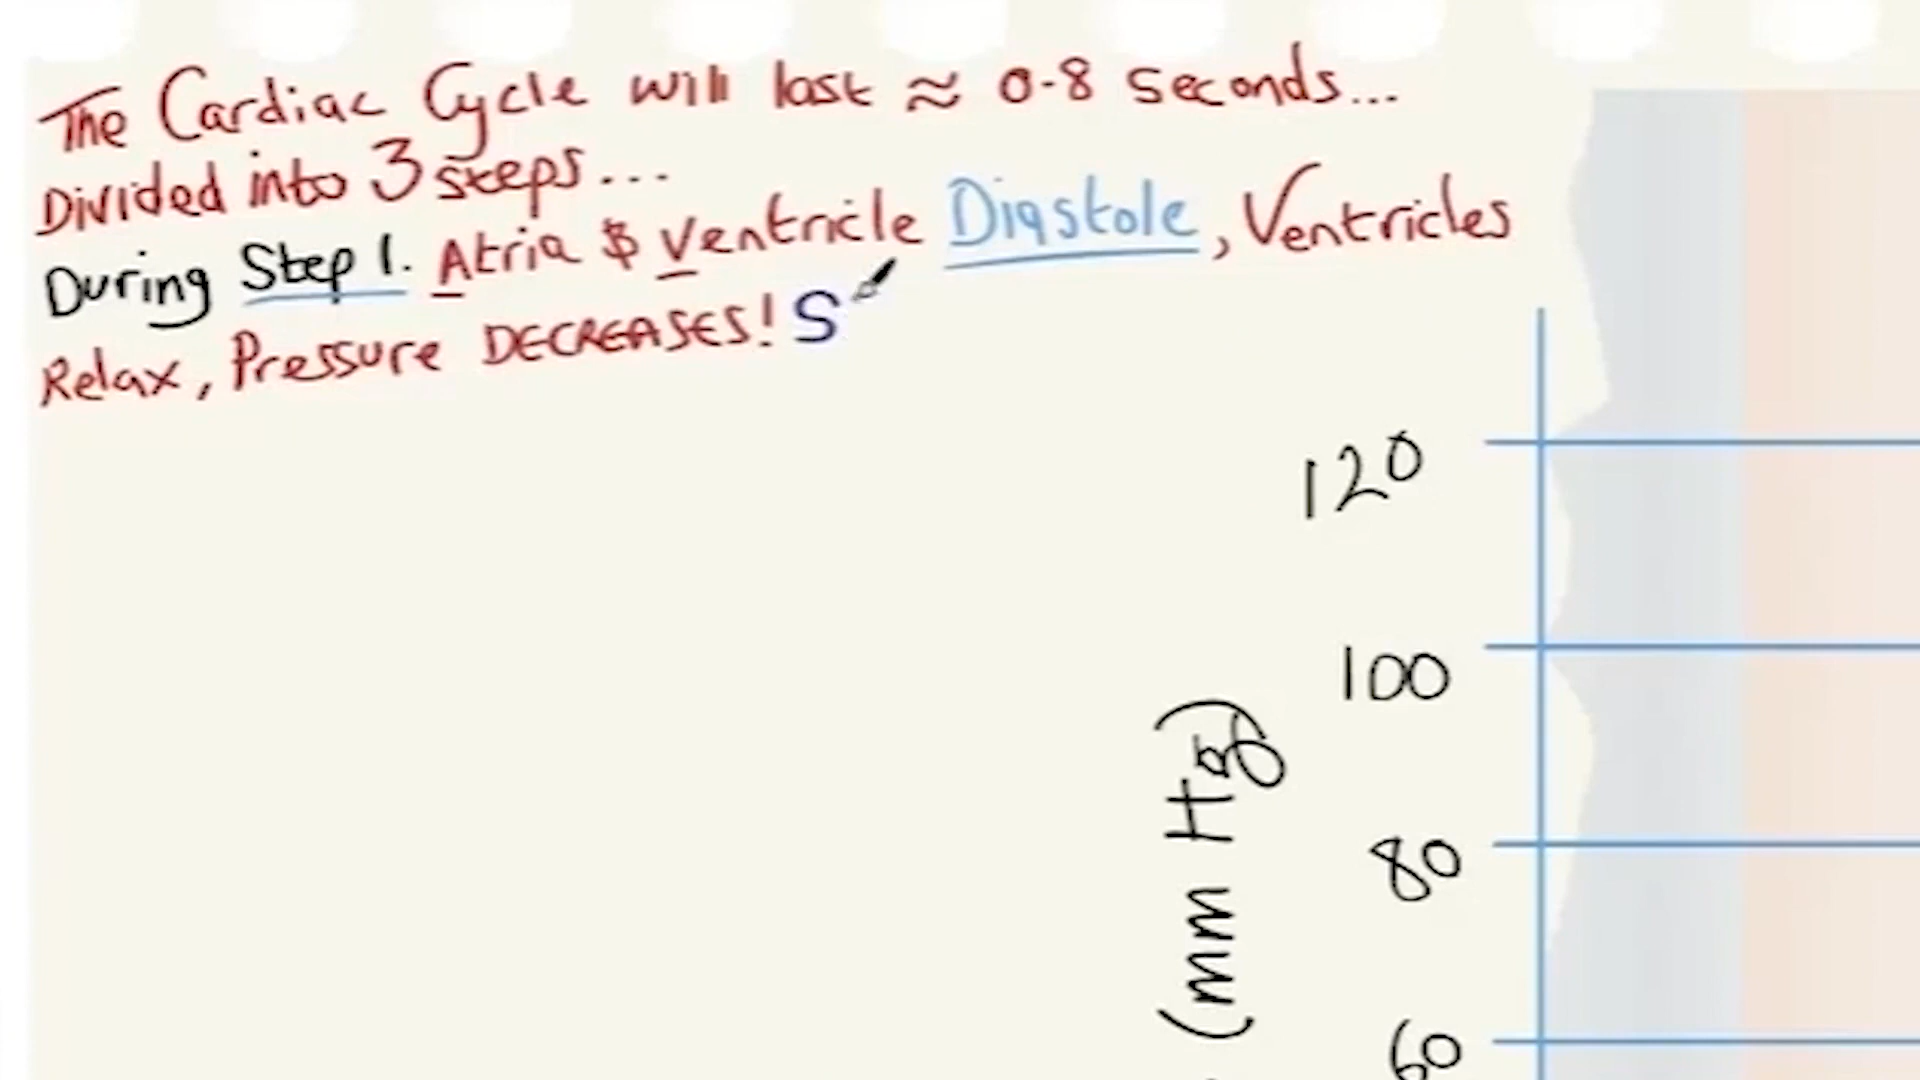 The Cardiac Cycle will last ≈ 0.8 seconds...
Divided into 3 steps...
During Step 1. Atria & Ventricle Diastole, Ventricles
Relax, Pressure DECREASES! S
120
100
80
60
(mm Hg)